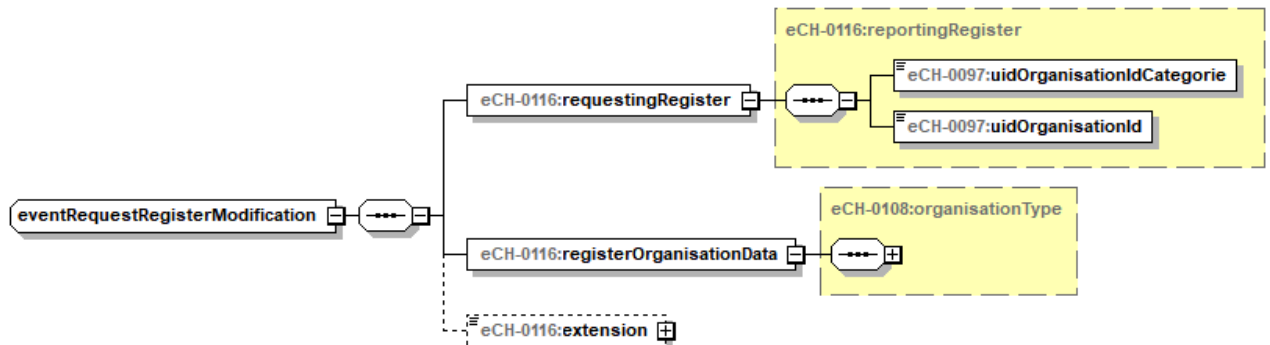 eCH-0116:reportingRegister
eCH-0097:uidOrganisationIdCategorie
eCH-0116:requestingRegister
eCH-0097:uidOrganisationId
eventRequestRegisterModification
eCH-0108:organisationType
eCH-0116:registerOrganisationData
eCH-0116:extension